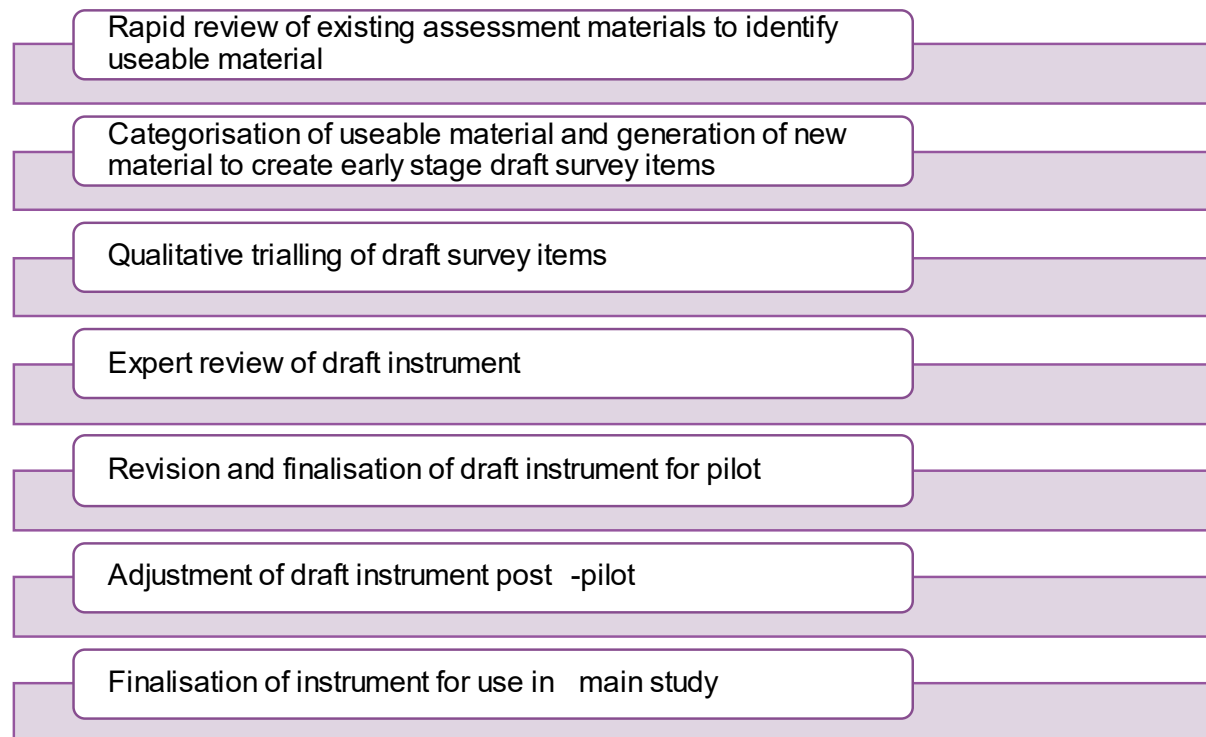 Rapid review of existing assessment materials to identify
useable material
Categorisation of useable material and generation of new
material to create early stage draft survey items
Qualitative trialling of draft survey items
Expert review of draft instrument
Revision and finalisation of draft instrument for pilot
Adjustment of draft instrument post -pilot
Finalisation of instrument for use in main study